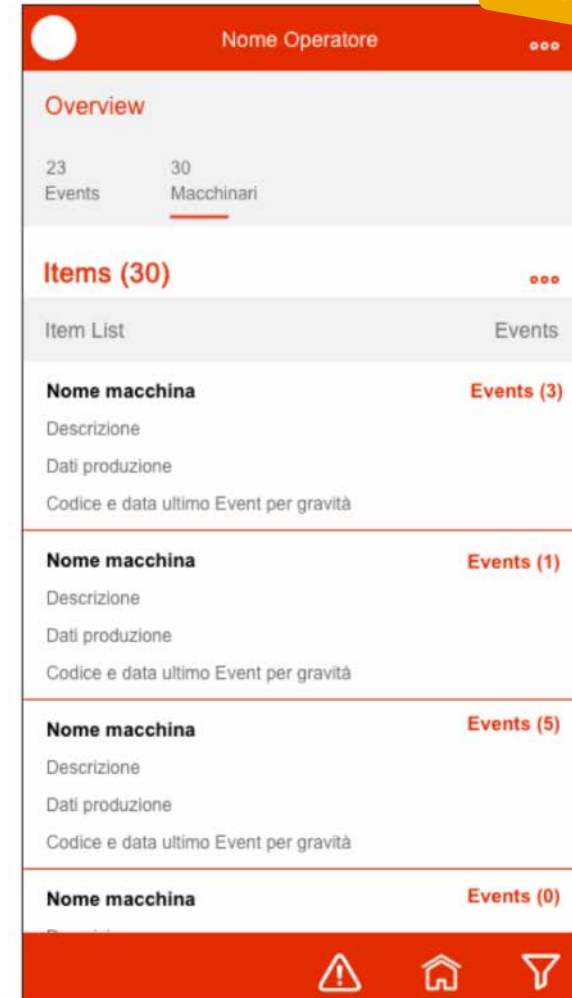 Nome Operatore
Overview
23
Events
30
Macchinari
Items (30)
Item List
Events
Nome macchina
Events (3)
Descrizione
Dati produzione
Codice e data ultimo Event per gravità
Nome macchina
Events (1)
Descrizione
Dati produzione
Codice e data ultimo Event per gravità
Nome macchina
Events (5)
Descrizione
Dati produzione
Codice e data ultimo Event per gravità
Nome macchina
Events (0)